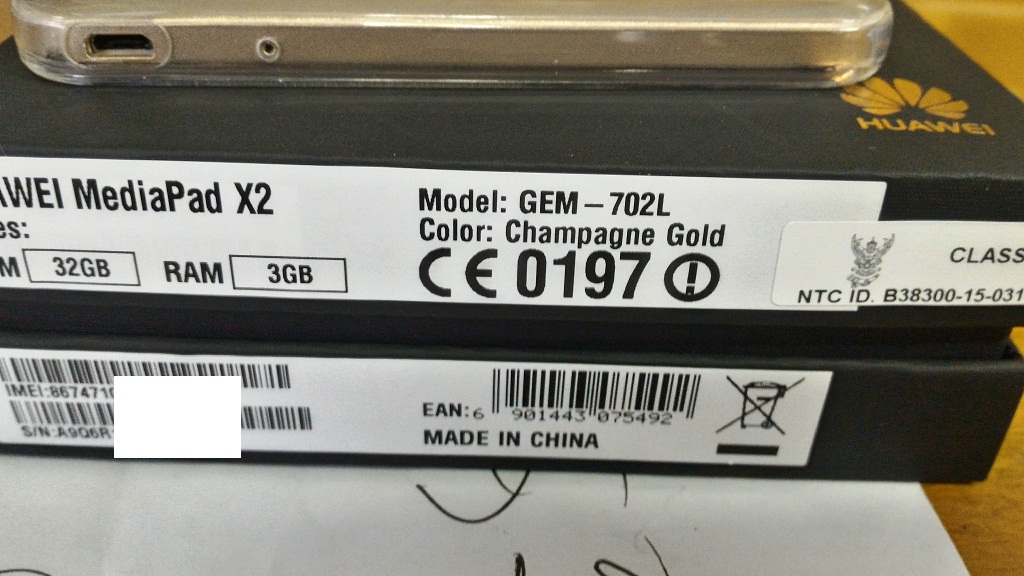 HUAWEI
AWEI MediaPad X2
es:
M 32GB RAM 3GB
Model: GEM-702L
Color: Champagne Gold
CE 0197
CLASS
NTC ID. B38300-15-031
IMEI:8674710
S/N:A9Q6R
EAN: 6 901443 075492
MADE IN CHINA